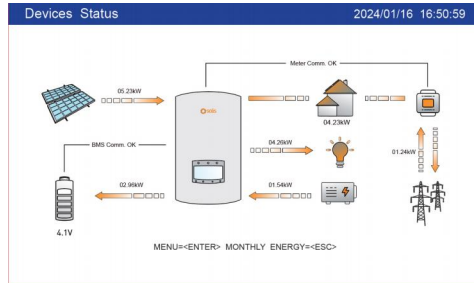 Devices Status
2024/01/16 16:50:59
Meter Comm. OK
05.23kW
solis
04.23kW
BMS Comm. OK
04.26kW
01.24kW
02.96kW
01.54kW
4.1V
MENU=<ENTER> MONTHLY ENERGY=<ESC>